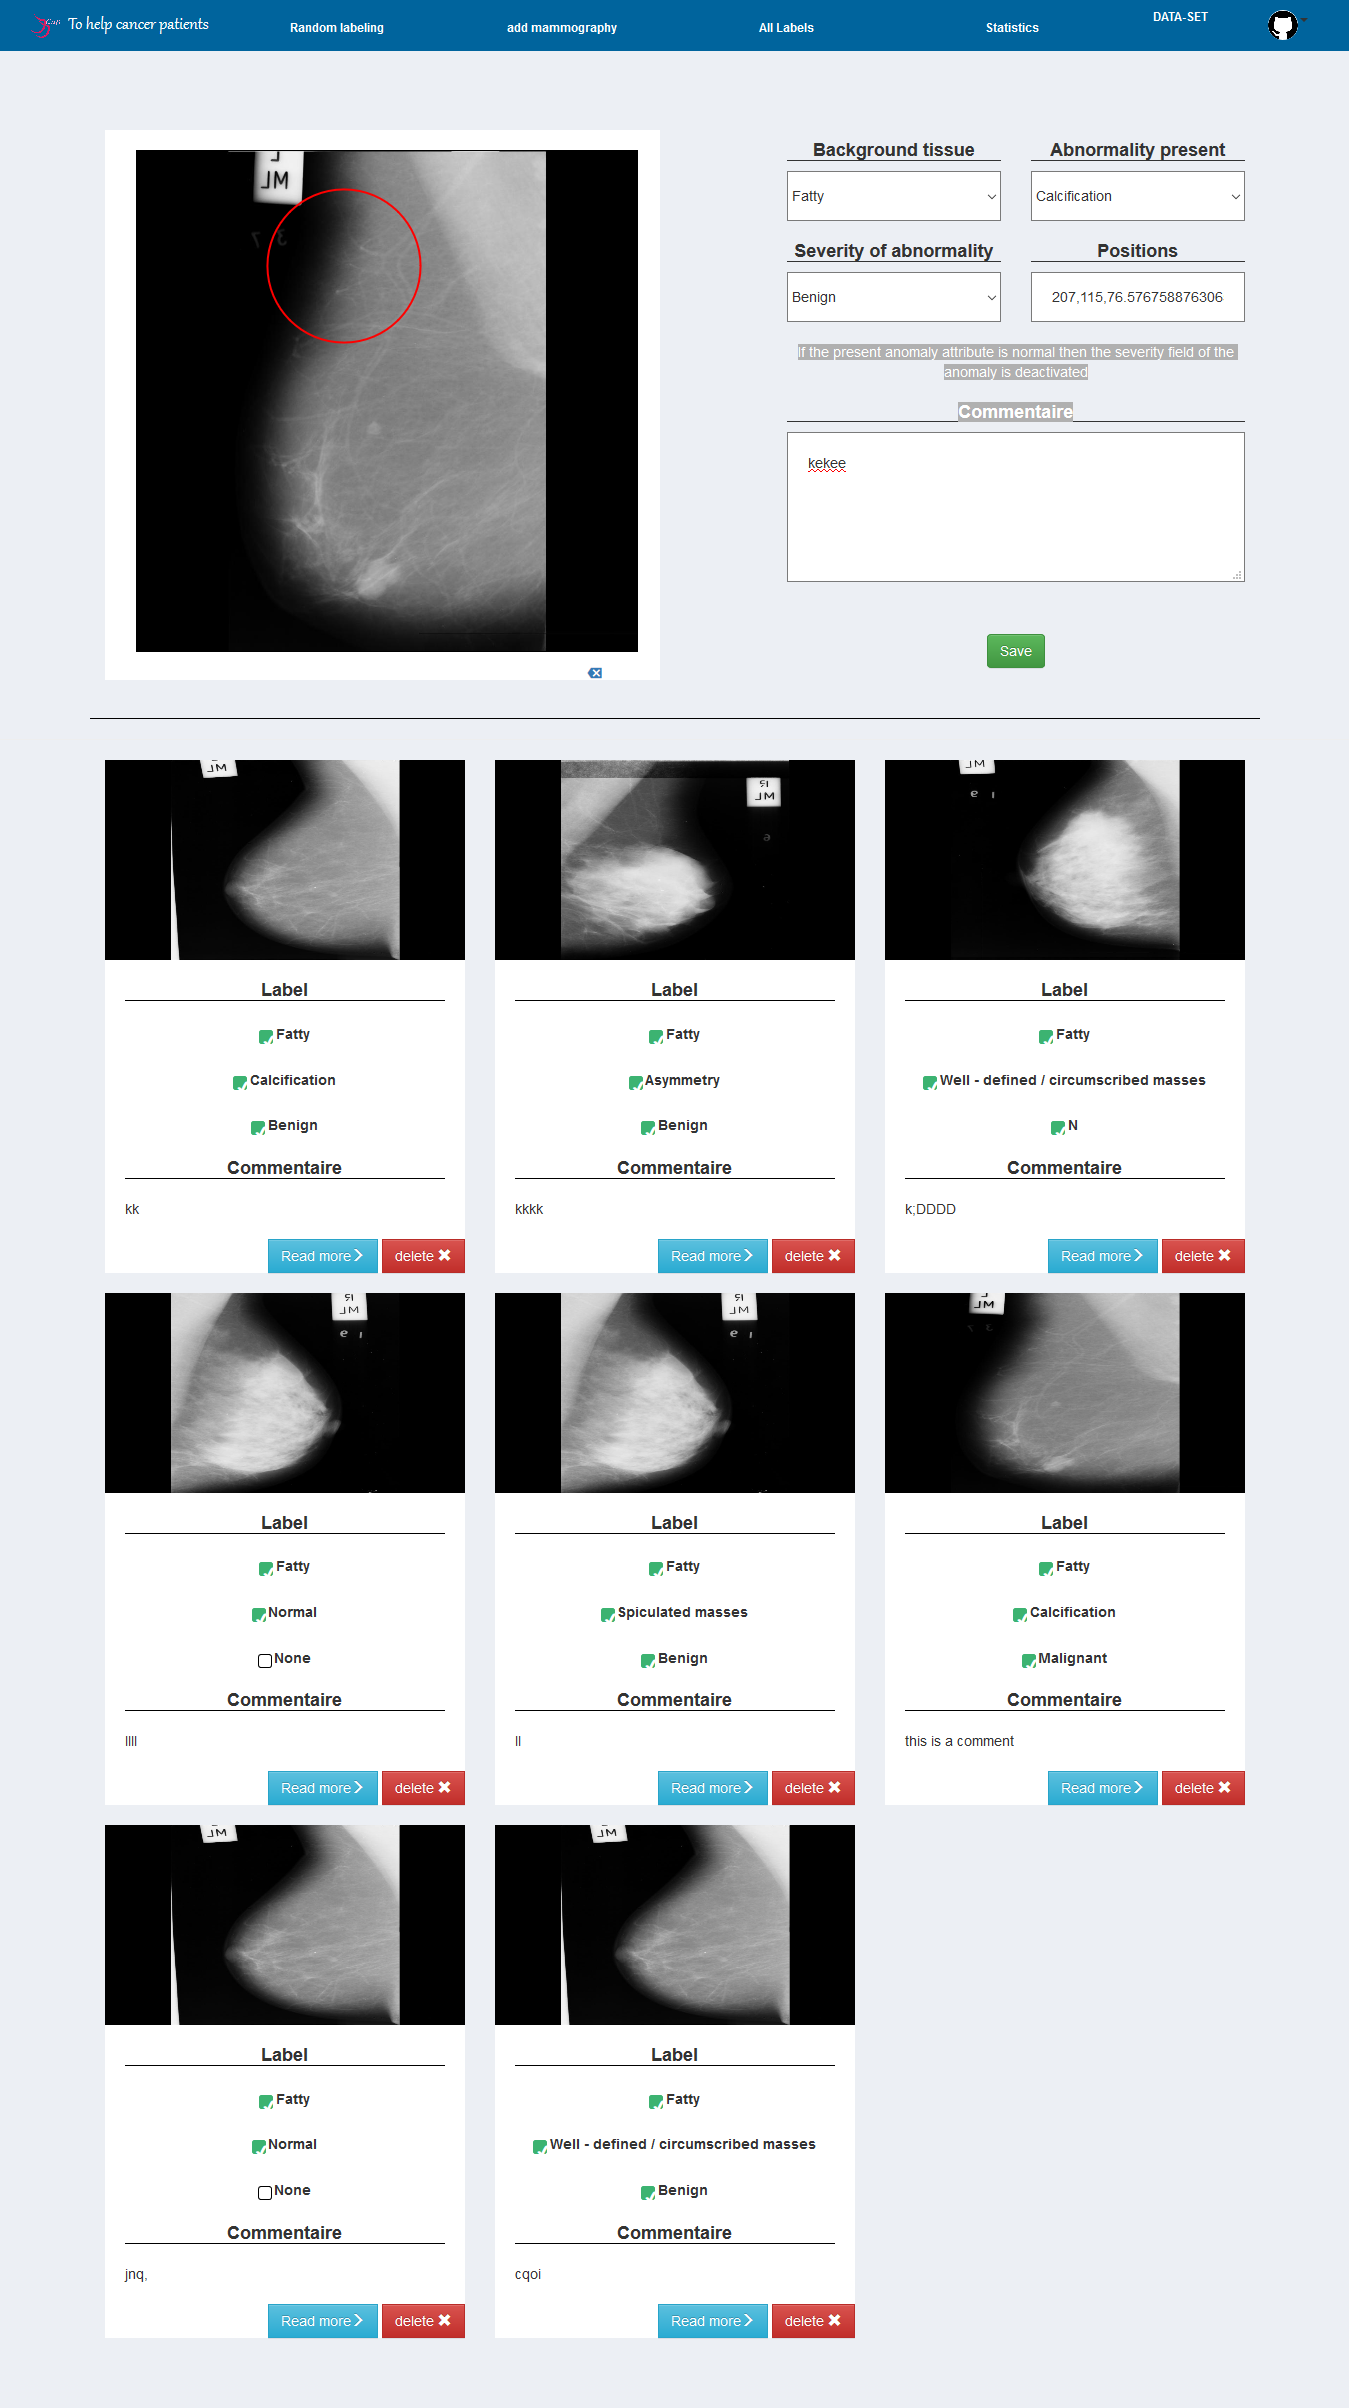 To help cancer patients
Random labeling
add mammography
All Labels
Statistics
DATA-SET
ML
Background tissue
Abnormality present
Fatty
Calcification
Severity of abnormality
Positions
Benign
207,115,76.576758876306
If the present anomaly attribute is normal then the severity field of the
anomaly is deactivated
Commentaire
kekee
Save
Label
Fatty
Calcification
Benign
Commentaire
kk
Read more
delete
Label
Fatty
Asymmetry
Benign
Commentaire
kkkk
Read more
delete
Label
Fatty
Well - defined / circumscribed masses
N
Commentaire
k;DDDD
Read more
delete
Label
Fatty
Normal
None
Commentaire
llll
Read more
delete
Label
Fatty
Spiculated masses
Benign
Commentaire
ll
Read more
delete
Label
Fatty
Calcification
Malignant
Commentaire
this is a comment
Read more
delete
Label
Fatty
Normal
None
Commentaire
jnq,
Read more
delete
Label
Fatty
Well - defined / circumscribed masses
Benign
Commentaire
cqoi
Read more
delete